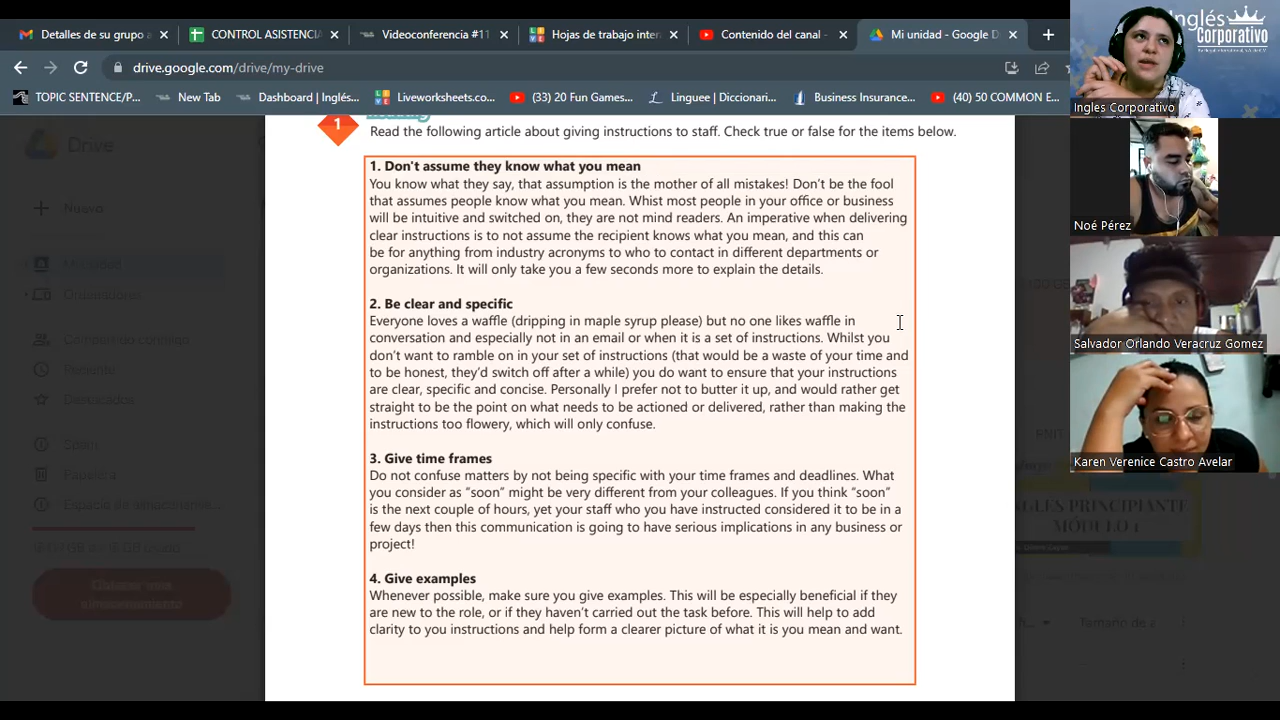 Detalles de su grupo a
CONTROL ASISTENCIA
Videoconferencia #11
Hojas de trabajo inter
Contenido del canal -
Mi unidad - Google D
drive.google.com/drive/my-drive
TOPIC SENTENCE/P...
New Tab
Dashboard | Inglés...
Liveworksheets.co...
(33) 20 Fun Games...
Linguee | Diccionari...
Business Insurance...
(40) 50 COMMON E...
Inglés
Corporativo
Ingles Corporativo
Noé Pérez
Salvador Orlando Veracruz Gomez
Karen Verenice Castro Avelar
Drive
Nuevo
Mi unidad
Ordenadores
Compartido conmigo
Reciente
Destacados
Spam
Papelera
Espacio de almacenamie...
INGLÉS PRINCIPIANTE
MÓDULO 1
Tamaño de a
1
Read the following article about giving instructions to staff. Check true or false for the items below.
1. Don't assume they know what you mean
You know what they say, that assumption is the mother of all mistakes! Don't be the fool
that assumes people know what you mean. Whist most people in your office or business
will be intuitive and switched on, they are not mind readers. An imperative when delivering
clear instructions is to not assume the recipient knows what you mean, and this can
be for anything from industry acronyms to who to contact in different departments or
organizations. It will only take you a few seconds more to explain the details.
2. Be clear and specific
Everyone loves a waffle (dripping in maple syrup please) but no one likes waffle in
conversation and especially not in an email or when it is a set of instructions. Whilst you
don't want to ramble on in your set of instructions (that would be a waste of your time and
to be honest, they'd switch off after a while) you do want to ensure that your instructions
are clear, specific and concise. Personally I prefer not to butter it up, and would rather get
straight to be the point on what needs to be actioned or delivered, rather than making the
instructions too flowery, which will only confuse.
3. Give time frames
Do not confuse matters by not being specific with your time frames and deadlines. What
you consider as "soon" might be very different from your colleagues. If you think "soon"
is the next couple of hours, yet your staff who you have instructed considered it to be in a
few days then this communication is going to have serious implications in any business or
project!
4. Give examples
Whenever possible, make sure you give examples. This will be especially beneficial if they
are new to the role, or if they haven't carried out the task before. This will help to add
clarity to you instructions and help form a clearer picture of what it is you mean and want.